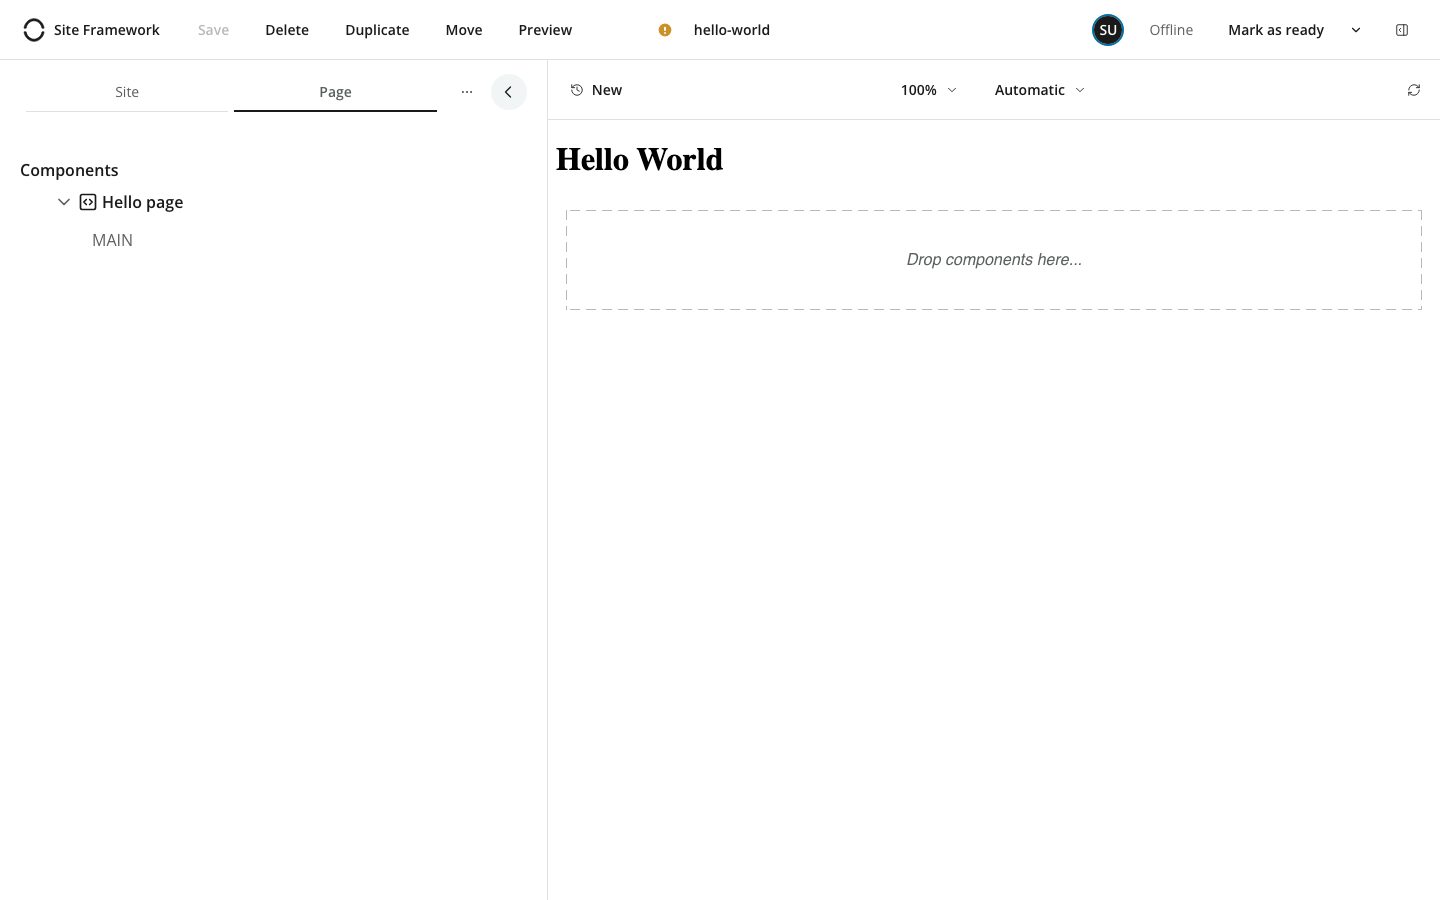 Site Framework Save Delete Duplicate Move Preview hello-world SU Offline Mark as ready
Site Page ...
New 100% Automatic
Components
Hello page
MAIN
Hello World
Drop components here...